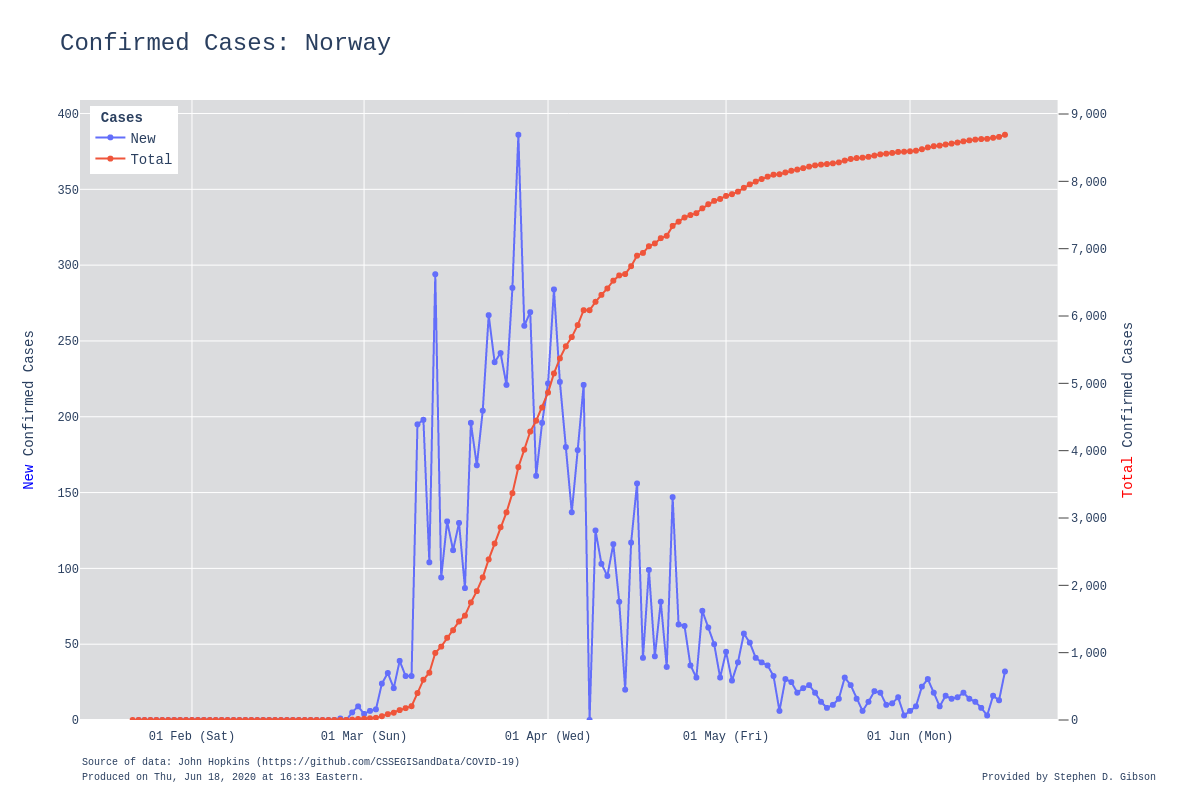 Confirmed Cases: Norway
Cases
New
Total
400
350
300
250
200
150
100
50
0
9,000
8,000
7,000
6,000
5,000
4,000
3,000
2,000
1,000
0
New Confirmed Cases
Total Confirmed Cases
01 Feb (Sat)
01 Mar (Sun)
01 Apr (Wed)
01 May (Fri)
01 Jun (Mon)
Source of data: John Hopkins (https://github.com/CSSEGISandData/COVID-19)
Produced on Thu, Jun 18, 2020 at 16:33 Eastern.
Provided by Stephen D. Gibson